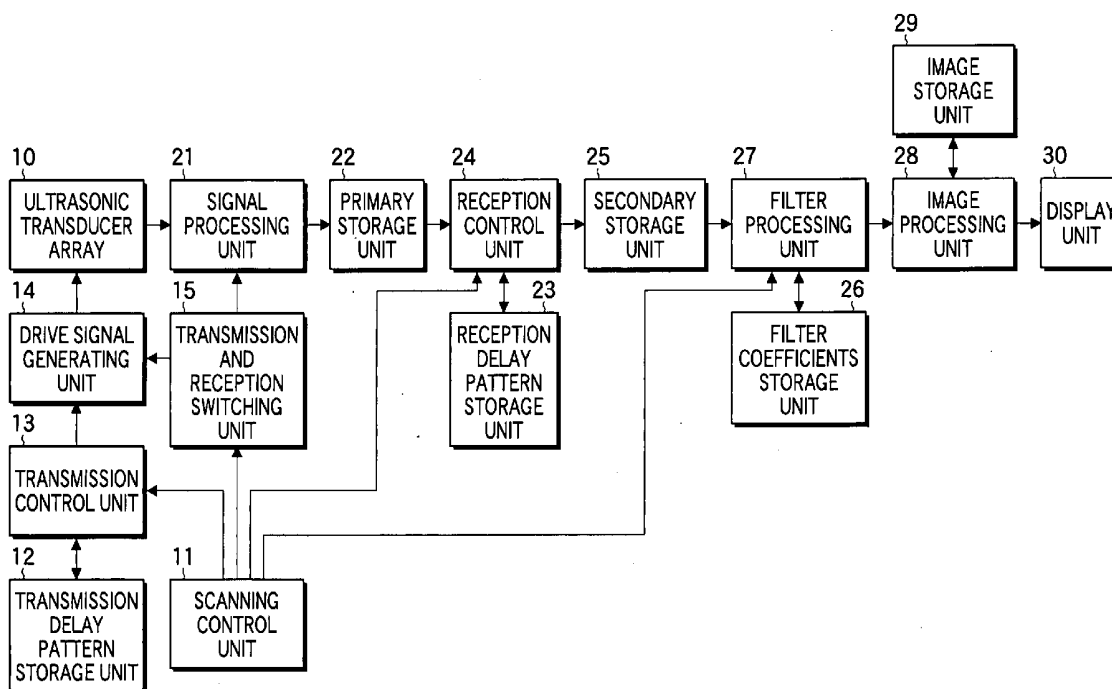 29
IMAGE
STORAGE
UNIT
10
ULTRASONIC
TRANSDUCER
ARRAY
21
SIGNAL
PROCESSING
UNIT
22
PRIMARY
STORAGE
UNIT
24
RECEPTION
CONTROL
UNIT
25
SECONDARY
STORAGE
UNIT
27
FILTER
PROCESSING
UNIT
28
IMAGE
PROCESSING
UNIT
30
DISPLAY
UNIT
14
DRIVE SIGNAL
GENERATING
UNIT
15
TRANSMISSION
AND
RECEPTION
SWITCHING
UNIT
23
RECEPTION
DELAY
PATTERN
STORAGE
UNIT
26
FILTER
COEFFICIENTS
STORAGE
UNIT
13
TRANSMISSION
CONTROL UNIT
12
TRANSMISSION
DELAY
PATTERN
STORAGE UNIT
11
SCANNING
CONTROL
UNIT